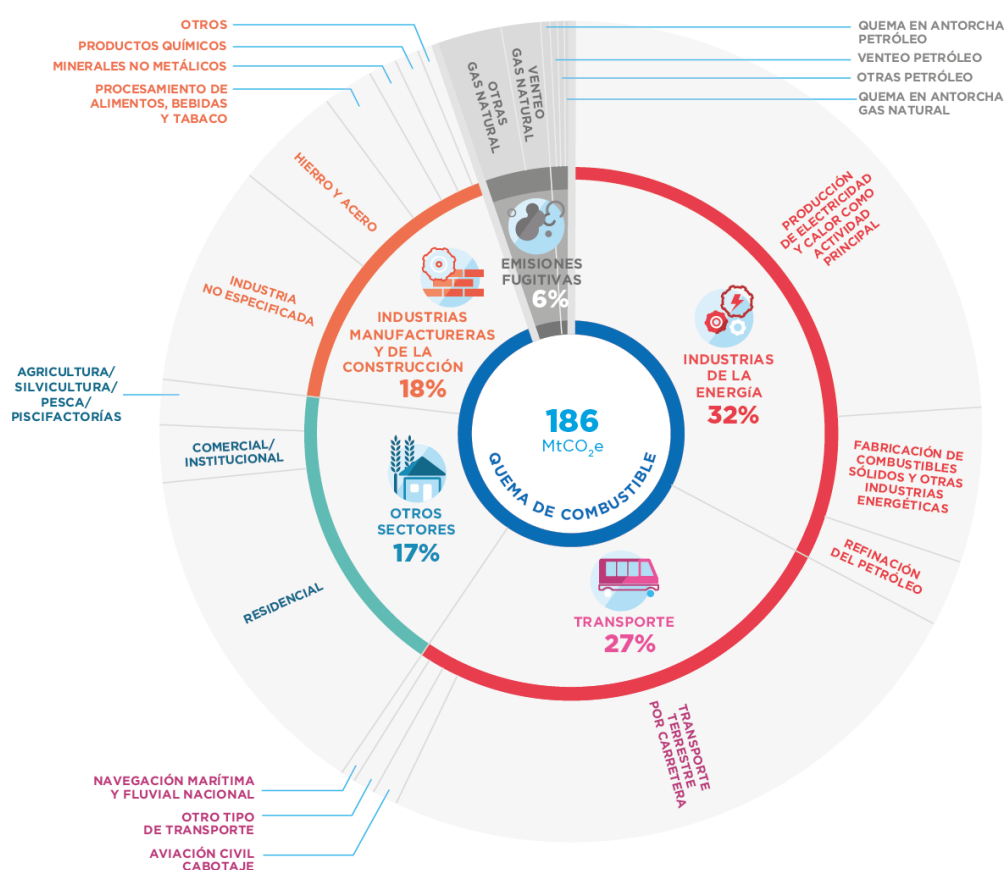 OTROS
PRODUCTOS QUÍMICOS
MINERALES NO METÁLICOS
PROCESAMIENTO DE
ALIMENTOS, BEBIDAS
Y TABACO
HIERRO Y ACERO
INDUSTRIA
NO ESPECIFICADA
OTRAS
GAS NATURAL
VENTEO
GAS NATURAL
QUEMA EN ANTORCHA
PETRÓLEO
VENTEO PETRÓLEO
OTRAS PETRÓLEO
QUEMA EN ANTORCHA
GAS NATURAL
PRODUCCIÓN
DE ELECTRICIDAD
Y CALOR COMO
ACTIVIDAD
PRINCIPAL
EMISIONES
FUGITIVAS
6%
INDUSTRIAS
MANUFACTURERAS
Y DE LA
CONSTRUCCIÓN
18%
INDUSTRIAS
DE LA
ENERGíA
32%
AGRICULTURA/
SILVICULTURA/
PESCA/
PISCIFACTORÍAS
COMERCIAL/
INSTITUCIONAL
186
MtCO₂e
QUEMA DE COMBUSTIBLE
FABRICACIÓN DE
COMBUSTIBLES
SÓLIDOS Y OTRAS
INDUSTRIAS
ENERGÉTICAS
REFINACIÓN
DEL PETRÓLEO
OTROS
SECTORES
17%
RESIDENCIAL
TRANSPORTE
27%
TRANSPORTE
TERRESTRE
POR CARRETERA
NAVEGACIÓN MARÍTIMA
Y FLUVIAL NACIONAL
OTRO TIPO
DE TRANSPORTE
AVIACIÓN CIVIL
CABOTAJE